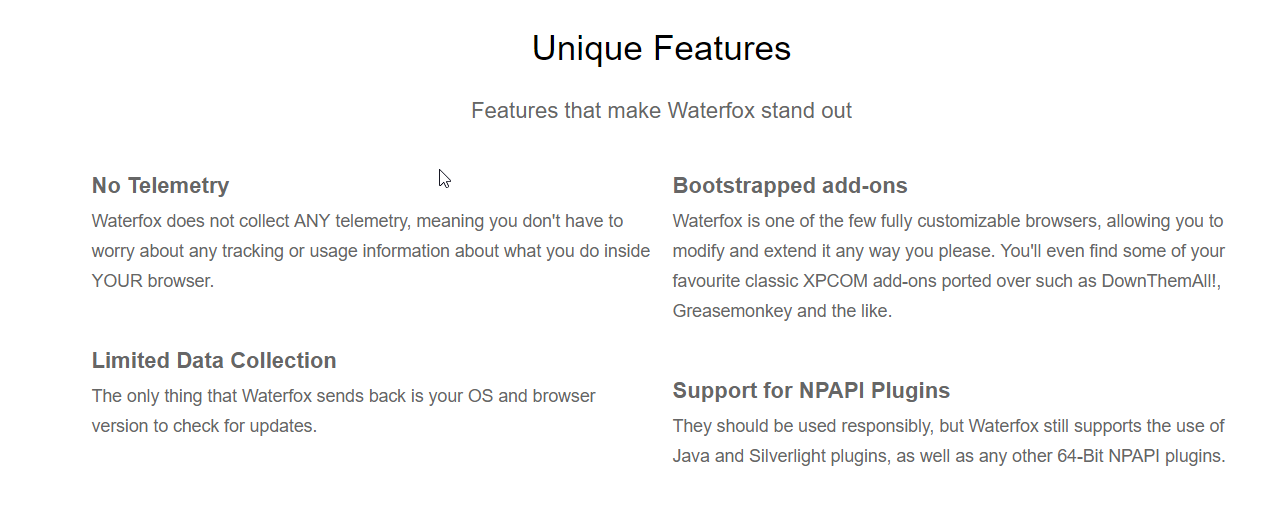 Unique Features
Features that make Waterfox stand out
No Telemetry
Waterfox does not collect ANY telemetry, meaning you don't have to
worry about any tracking or usage information about what you do inside
YOUR browser.
Limited Data Collection
The only thing that Waterfox sends back is your OS and browser
version to check for updates.
Bootstrapped add-ons
Waterfox is one of the few fully customizable browsers, allowing you to
modify and extend it any way you please. You'll even find some of your
favourite classic XPCOM add-ons ported over such as DownThemAll!,
Greasemonkey and the like.
Support for NPAPI Plugins
They should be used responsibly, but Waterfox still supports the use of
Java and Silverlight plugins, as well as any other 64-Bit NPAPI plugins.